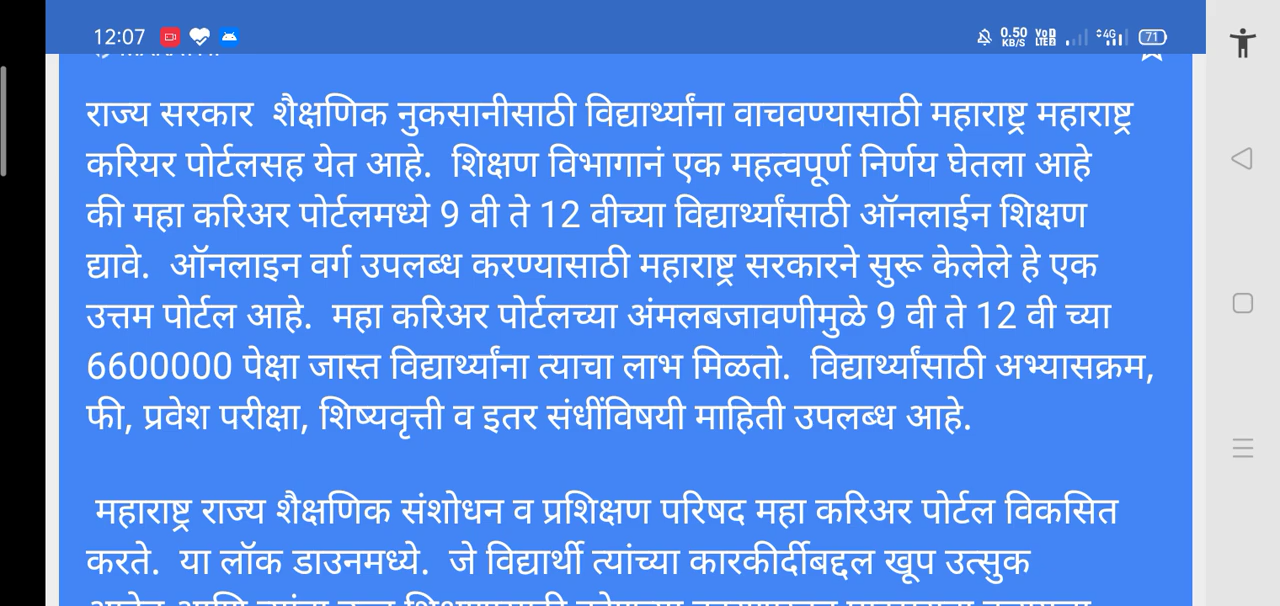 12:07
0.50 KB/S VoD LTE2 4G 71
राज्य सरकार  शैक्षणिक नुकसानीसाठी विद्यार्थ्यांना वाचवण्यासाठी महाराष्ट्र महाराष्ट्र
करियर पोर्टलसह येत आहे.  शिक्षण विभागानं एक महत्वपूर्ण निर्णय घेतला आहे
की महा करिअर पोर्टलमध्ये 9 वी ते 12 वीच्या विद्यार्थ्यांसाठी ऑनलाईन शिक्षण
द्यावे.  ऑनलाइन वर्ग उपलब्ध करण्यासाठी महाराष्ट्र सरकारने सुरू केलेले हे एक
उत्तम पोर्टल आहे.  महा करिअर पोर्टलच्या अंमलबजावणीमुळे 9 वी ते 12 वी च्या
6600000 पेक्षा जास्त विद्यार्थ्यांना त्याचा लाभ मिळतो.  विद्यार्थ्यांसाठी अभ्यासक्रम,
फी, प्रवेश परीक्षा, शिष्यवृत्ती व इतर संधींविषयी माहिती उपलब्ध आहे.
महाराष्ट्र राज्य शैक्षणिक संशोधन व प्रशिक्षण परिषद महा करिअर पोर्टल विकसित
करते.  या लॉक डाउनमध्ये.  जे विद्यार्थी त्यांच्या कारकीर्दीबद्दल खूप उत्सुक